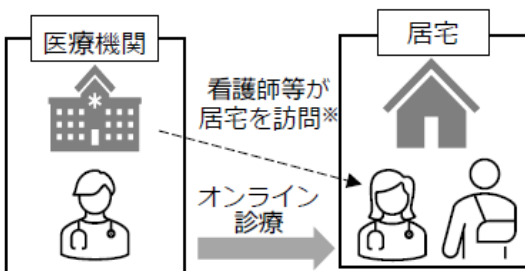 医療機関
居宅
看護師等が
居宅を訪問※
オンライン
診療